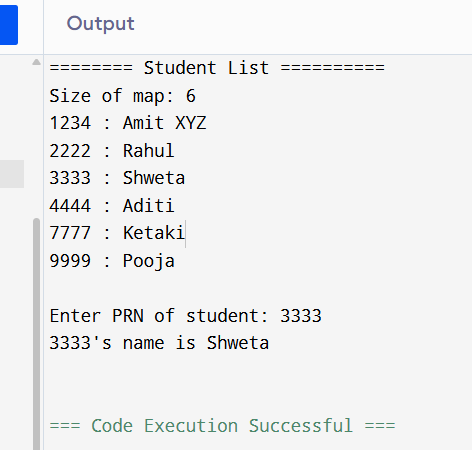 Output
======== Student List ==========
Size of map: 6
1234 : Amit XYZ
2222 : Rahul
3333 : Shweta
4444 : Aditi
7777 : Ketaki
9999 : Pooja
Enter PRN of student: 3333
3333's name is Shweta
=== Code Execution Successful ===